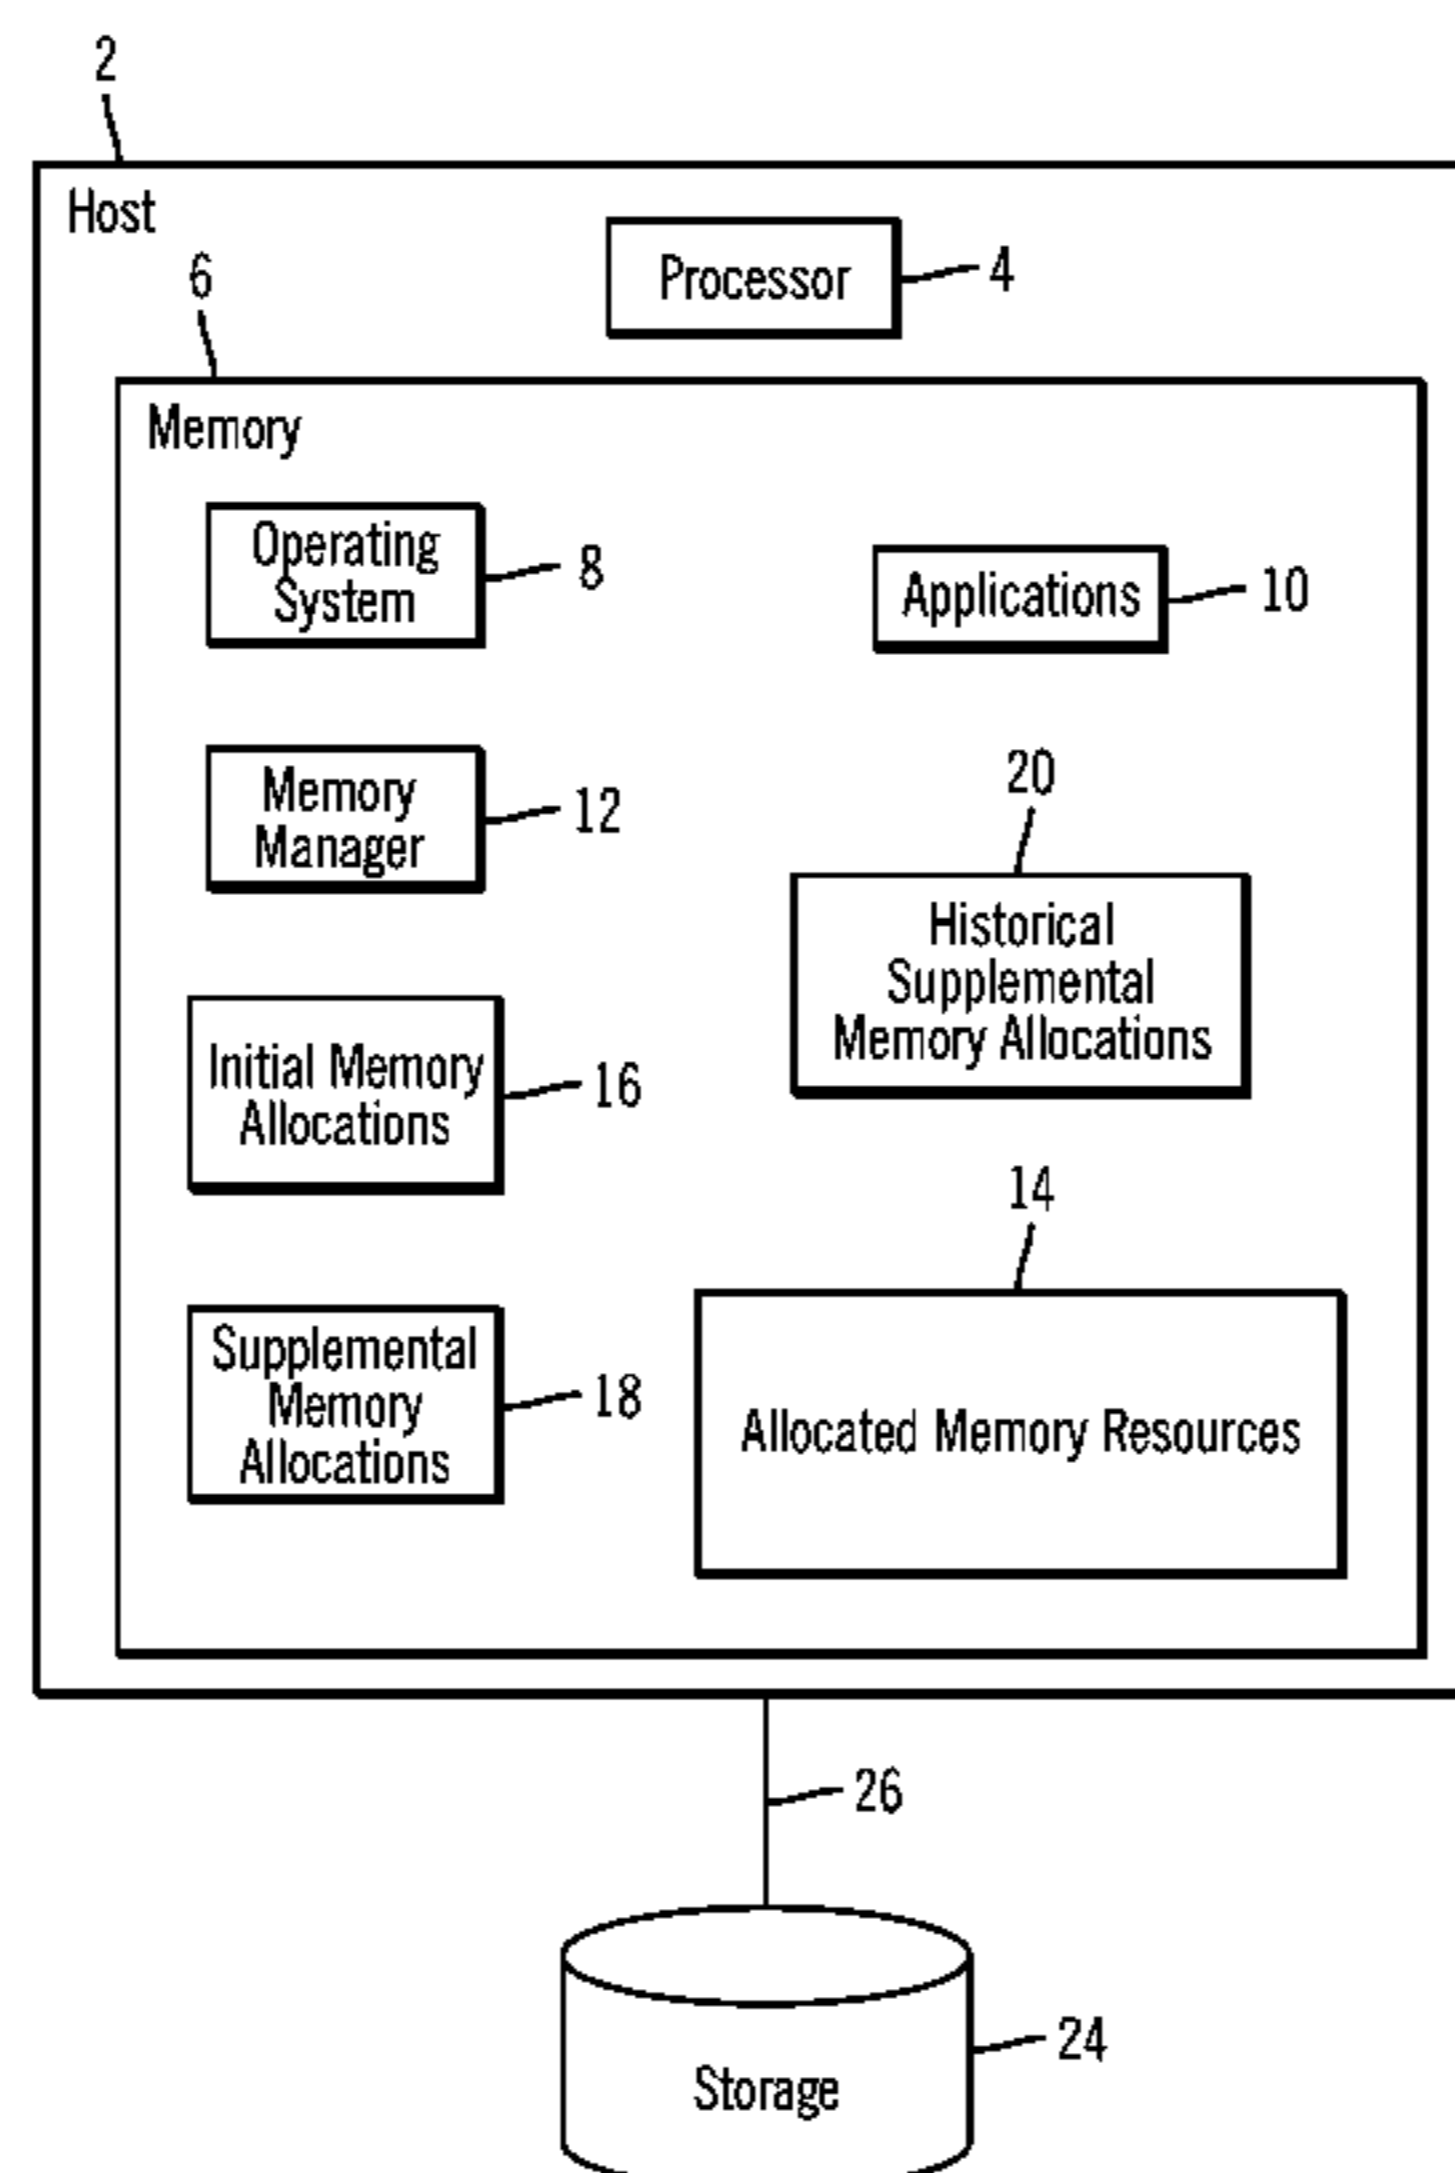 2
Host
Processor
4
6
Memory
Operating
System
8
Applications
10
Memory
Manager
12
20
Historical
Supplemental
Memory Allocations
Initial Memory
Allocations
16
14
Supplemental
Memory
Allocations
18
Allocated Memory Resources
26
24
Storage